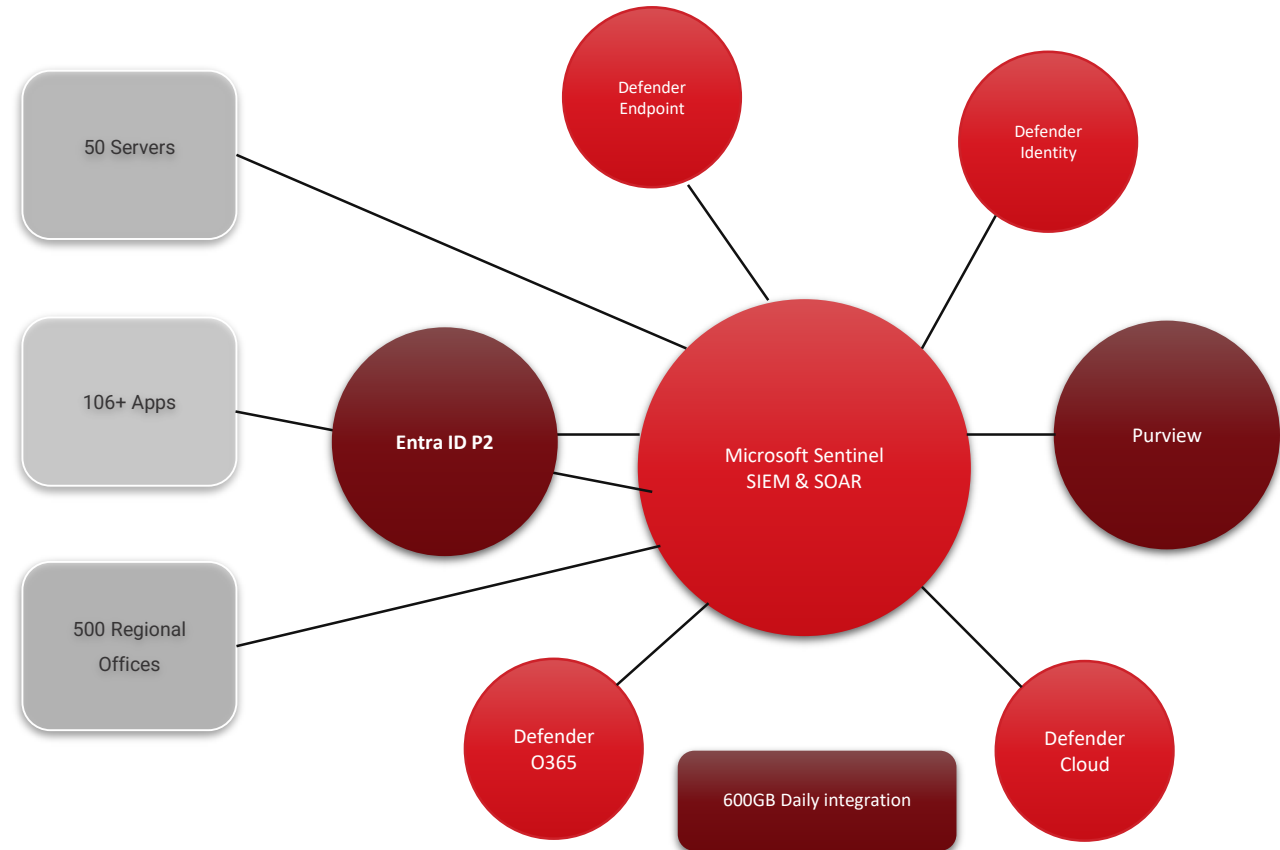 Defender
Endpoint
50 Servers
Defender
Identity
106+ Apps
Entra ID P2
Microsoft Sentinel
SIEM & SOAR
Purview
500 Regional
Offices
Defender
O365
600GB Daily integration
Defender
Cloud